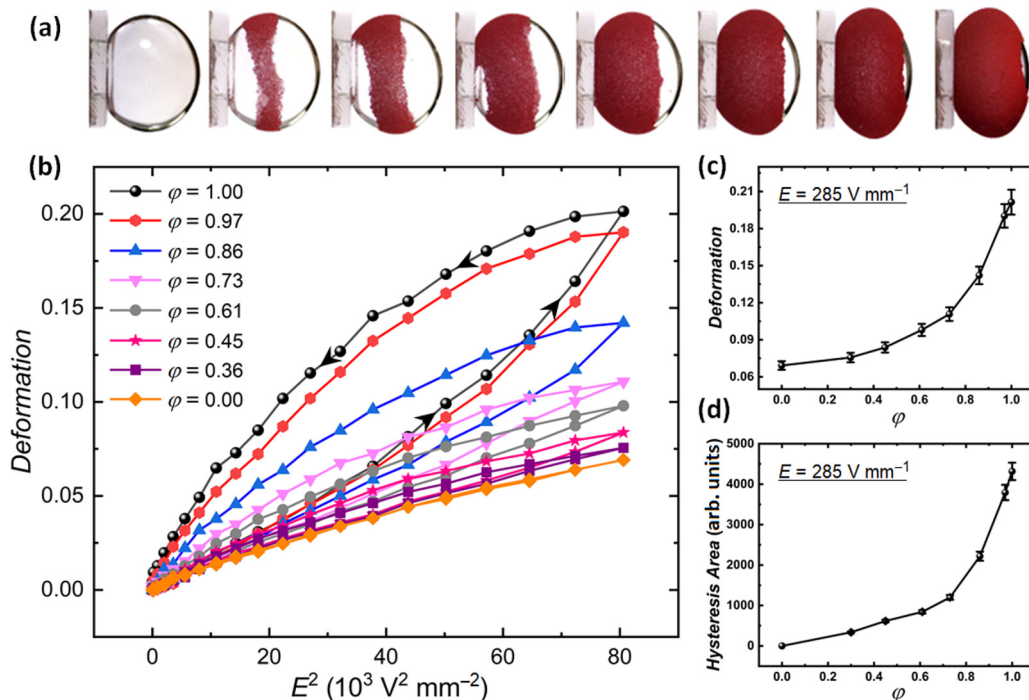 (a)
(b)
φ = 1.00
φ = 0.97
φ = 0.86
φ = 0.73
φ = 0.61
φ = 0.45
φ = 0.36
φ = 0.00
Deformation
0.20
0.15
0.10
0.05
0.00
0 20 40 60 80
E² (10³ V² mm⁻²)
(c)
E = 285 V mm⁻¹
Deformation
0.21
0.18
0.15
0.12
0.09
0.06
0.0 0.2 0.4 0.6 0.8 1.0
φ
(d)
E = 285 V mm⁻¹
Hysteresis Area (arb. units)
5000
4000
3000
2000
1000
0
0.0 0.2 0.4 0.6 0.8 1.0
φ